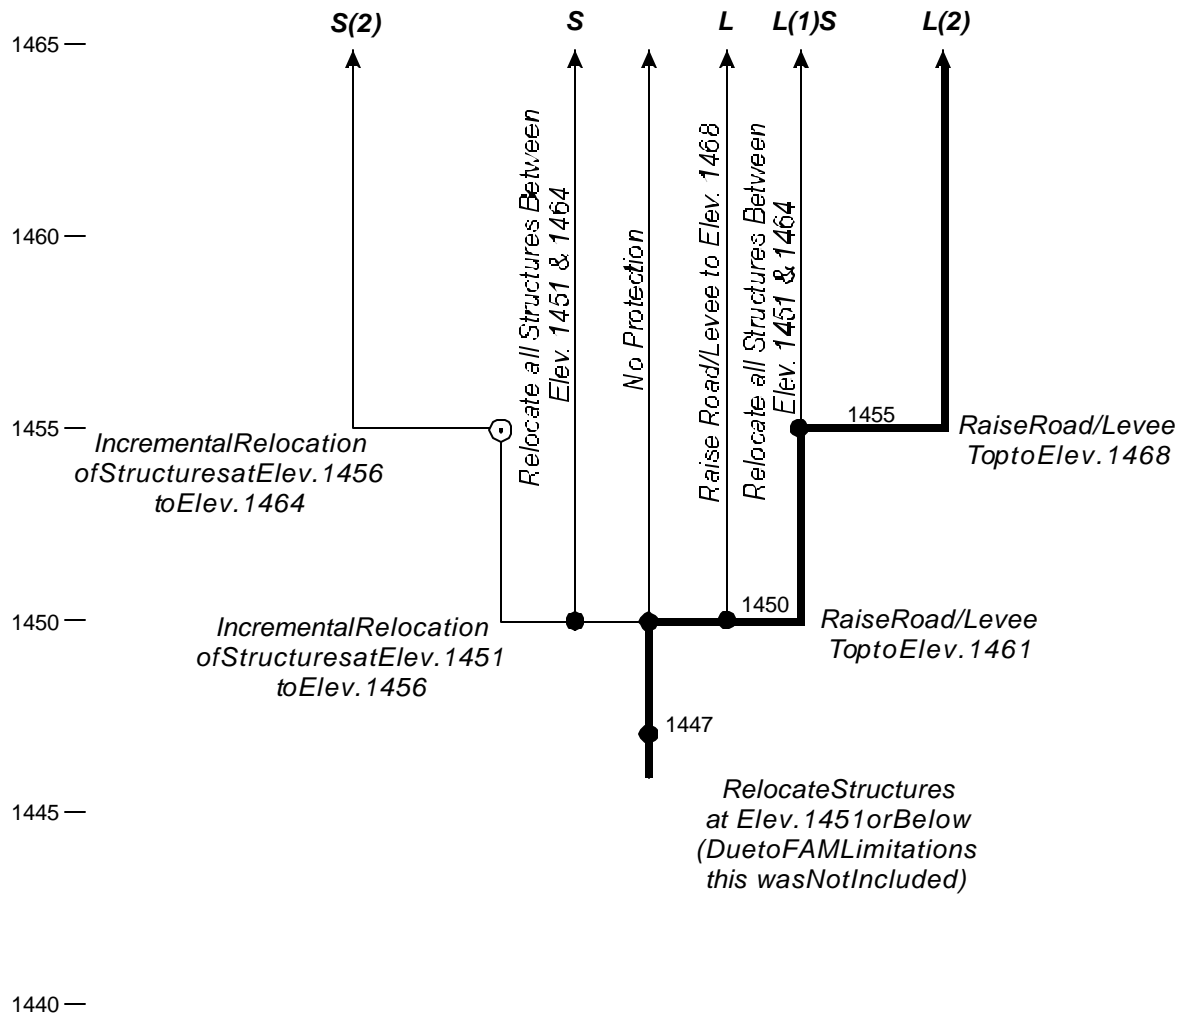 S(2)
S
L
L(1)S
L(2)
1465
1460
1455
1450
1445
1440
Relocate all Structures Between
Elev. 1451 & 1464
No Protection
Raise Road/Levee to Elev. 1468
Relocate all Structures Between
Elev. 1451 & 1464
1455
IncrementalRelocation
ofStructuresatElev.1456
toElev.1464
RaiseRoad/Levee
ToptoElev.1468
1450
IncrementalRelocation
ofStructuresatElev.1451
toElev.1456
RaiseRoad/Levee
ToptoElev.1461
1447
RelocateStructures
at Elev.1451orBelow
(DuetoFAMLimitations
this wasNotIncluded)